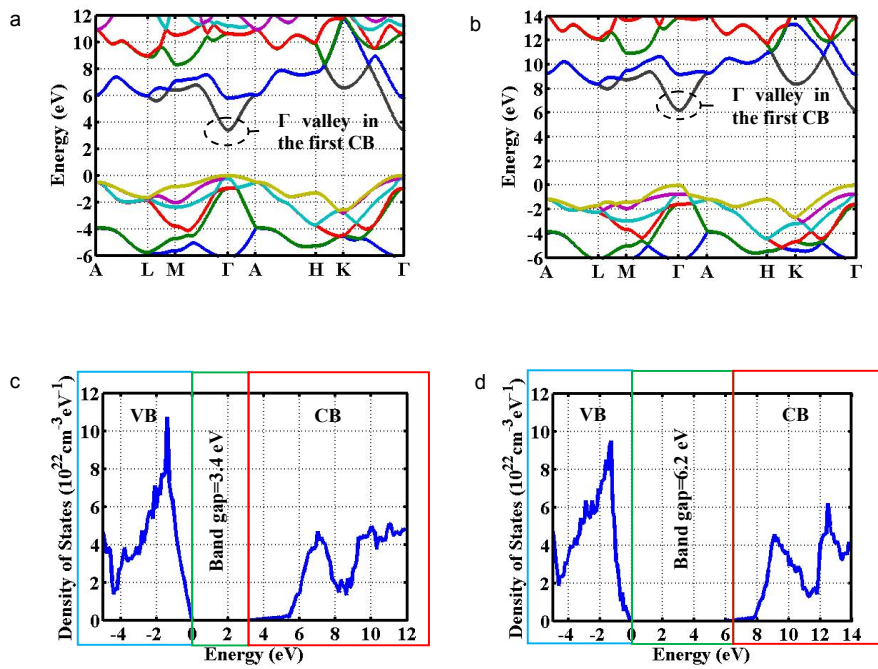 a
12
10
8
6
4
2
0
-2
-4
6
Energy (eV)
Γ valley in
the first CB
A L M Γ A H K Γ
b
14
12
10
8
6
4
2
0
-2
-4
-6
Energy (eV)
Γ valley in
the first CB
A L M Γ A H K Γ
c
12
10
8
6
4
2
0
Density of States (10²²cm⁻³eV⁻¹)
VB
Band gap=3.4 eV
CB
-4 -2 0 2 4 6 8 10 12
Energy (eV)
d
12
10
8
6
4
2
0
Density of States (10²²cm⁻³eV⁻¹)
VB
Band gap=6.2 eV
CB
-4 -2 0 2 4 6 8 10 12 14
Energy (eV)